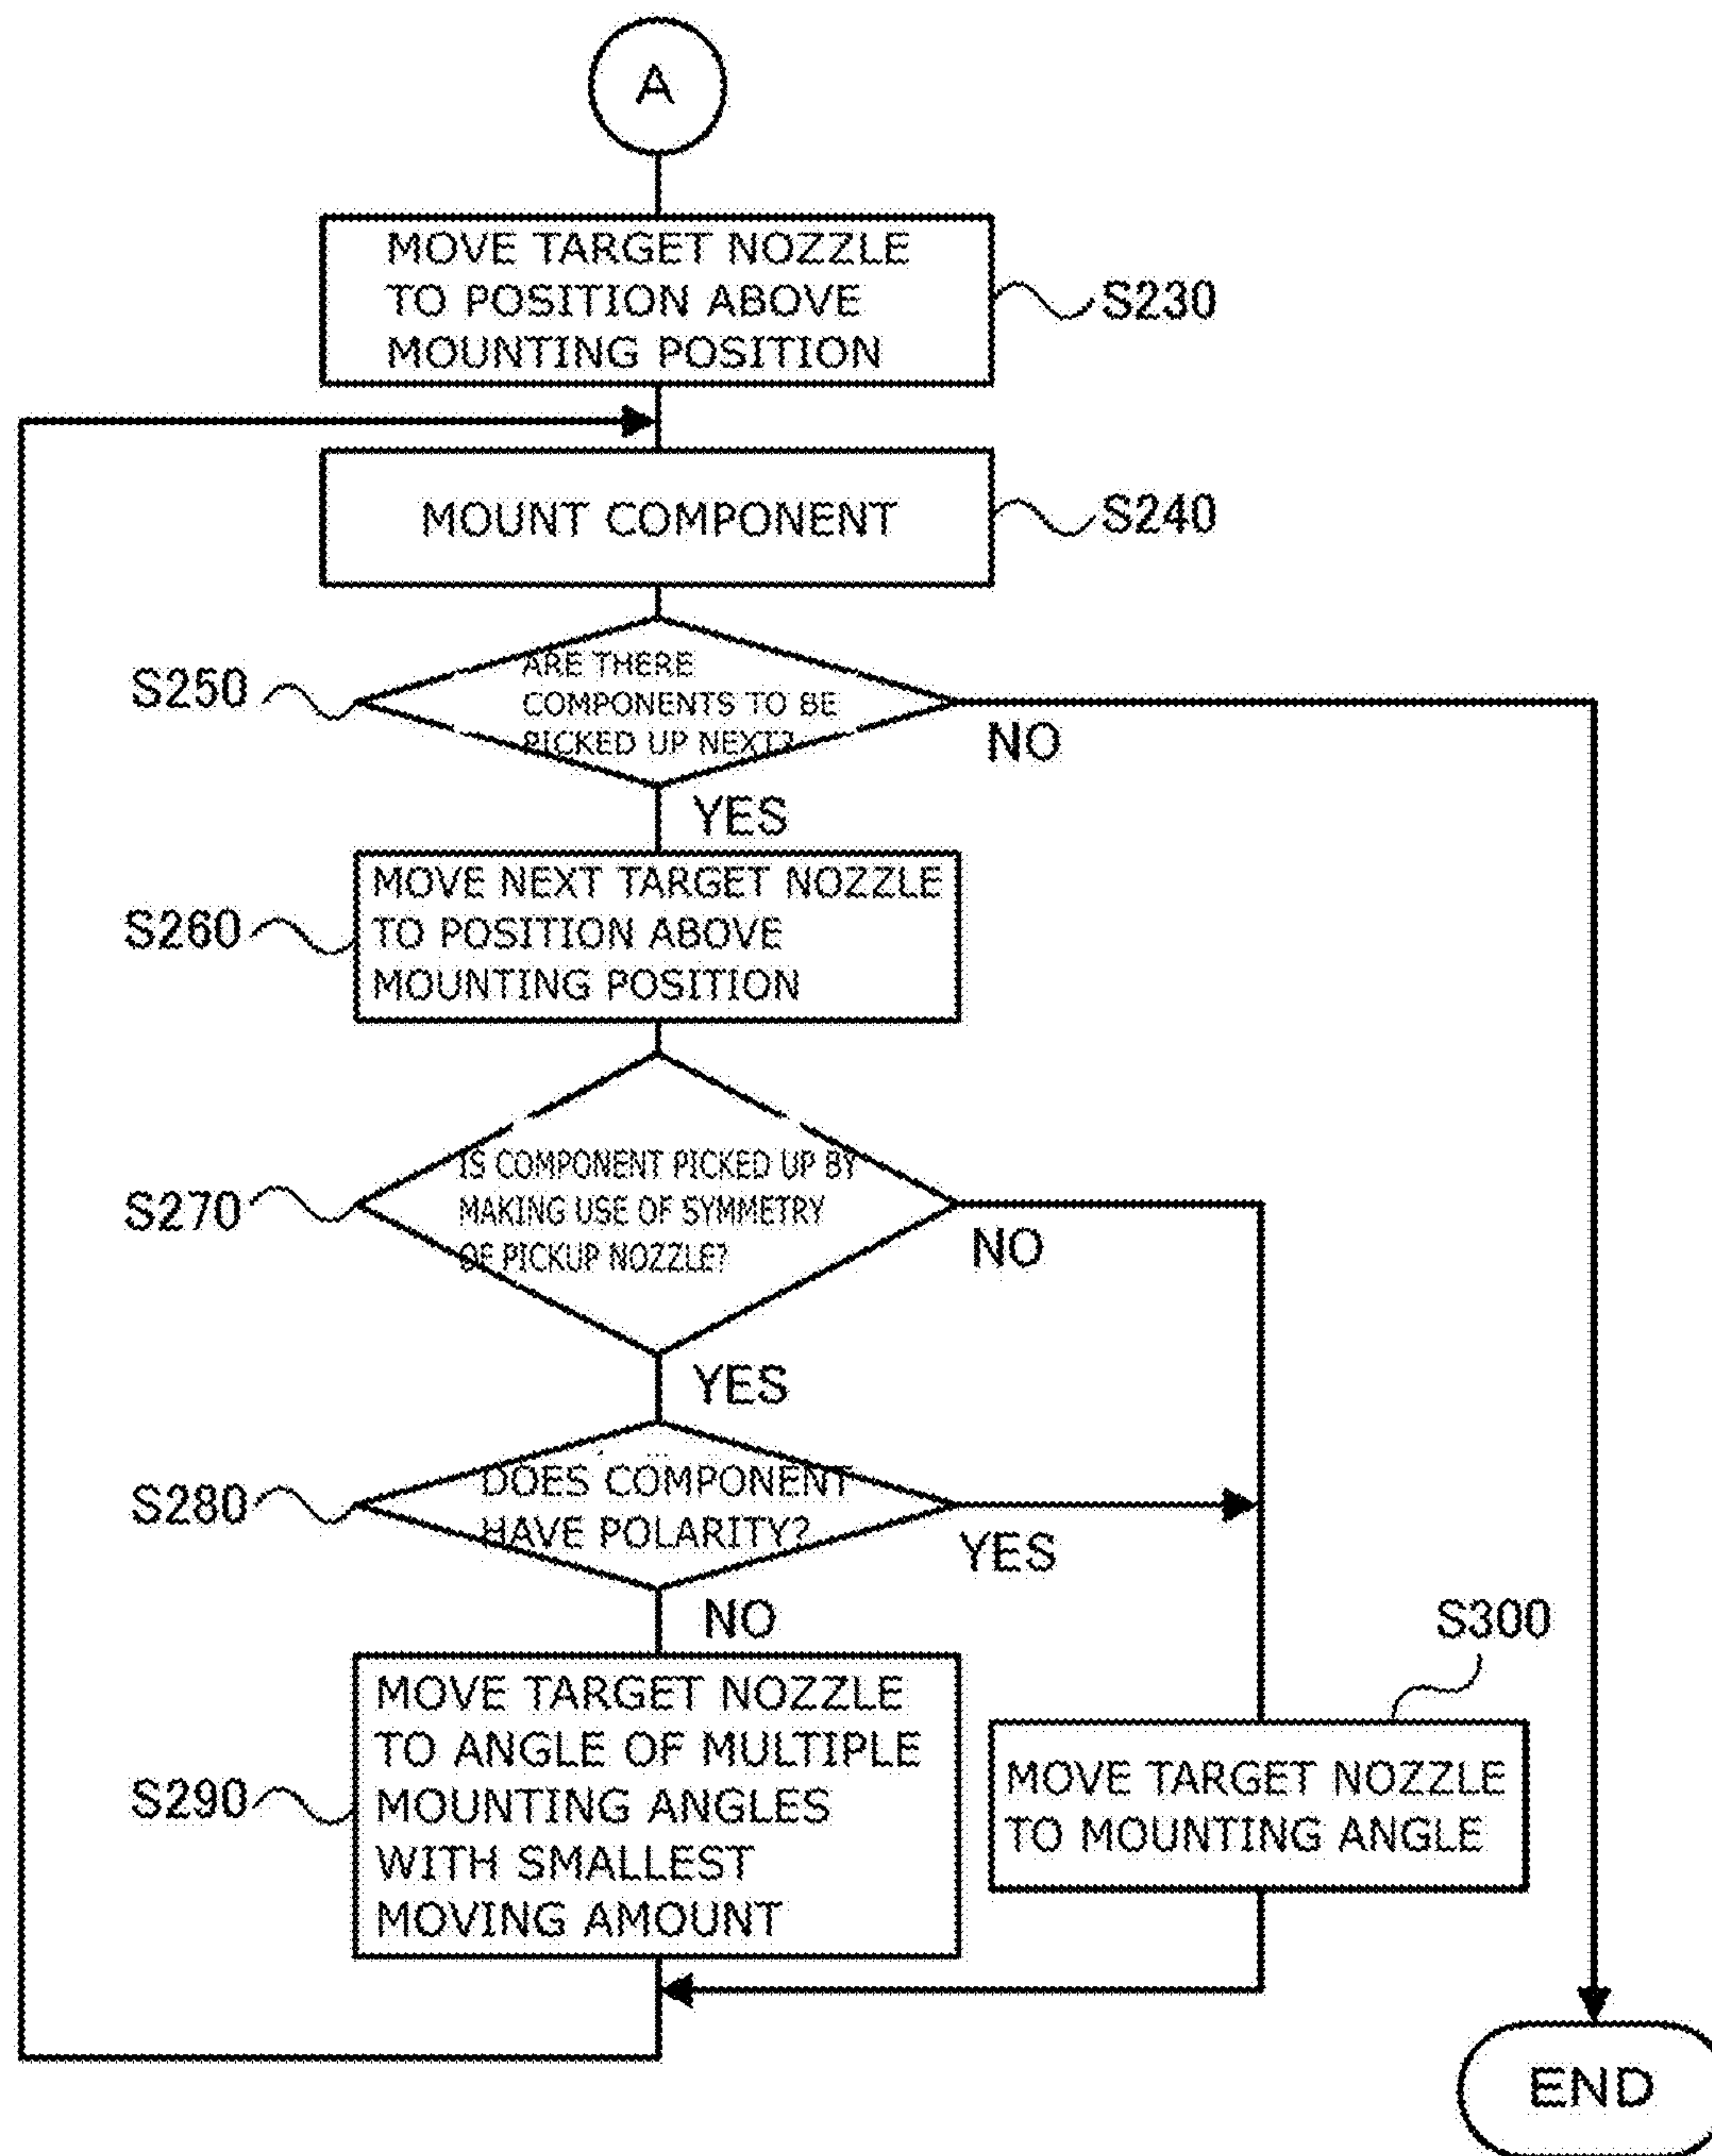 A
MOVE TARGET NOZZLE
TO POSITION ABOVE
MOUNTING POSITION
S230
MOUNT COMPONENT
S240
S250
ARE THERE
COMPONENTS TO BE
PICKED UP NEXT?
NO
YES
S260
MOVE NEXT TARGET NOZZLE
TO POSITION ABOVE
MOUNTING POSITION
S270
IS COMPONENT PICKED UP BY
MAKING USE OF SYMMETRY
OF PICKUP NOZZLE?
NO
YES
S280
DOES COMPONENT
HAVE POLARITY?
YES
NO
S290
MOVE TARGET NOZZLE
TO ANGLE OF MULTIPLE
MOUNTING ANGLES
WITH SMALLEST
MOVING AMOUNT
S300
MOVE TARGET NOZZLE
TO MOUNTING ANGLE
END